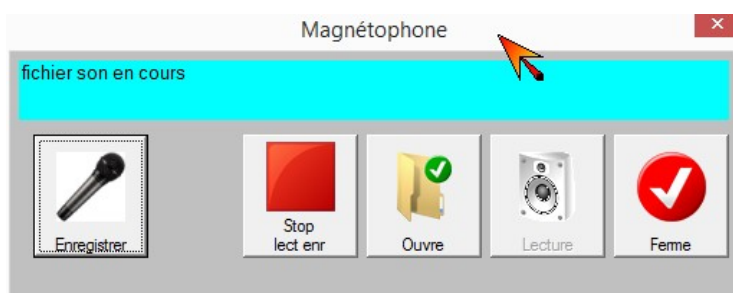 Magnétophone
fichier son en cours
Enregistrer
Stop
lect enr
Ouvre
Lecture
Ferme